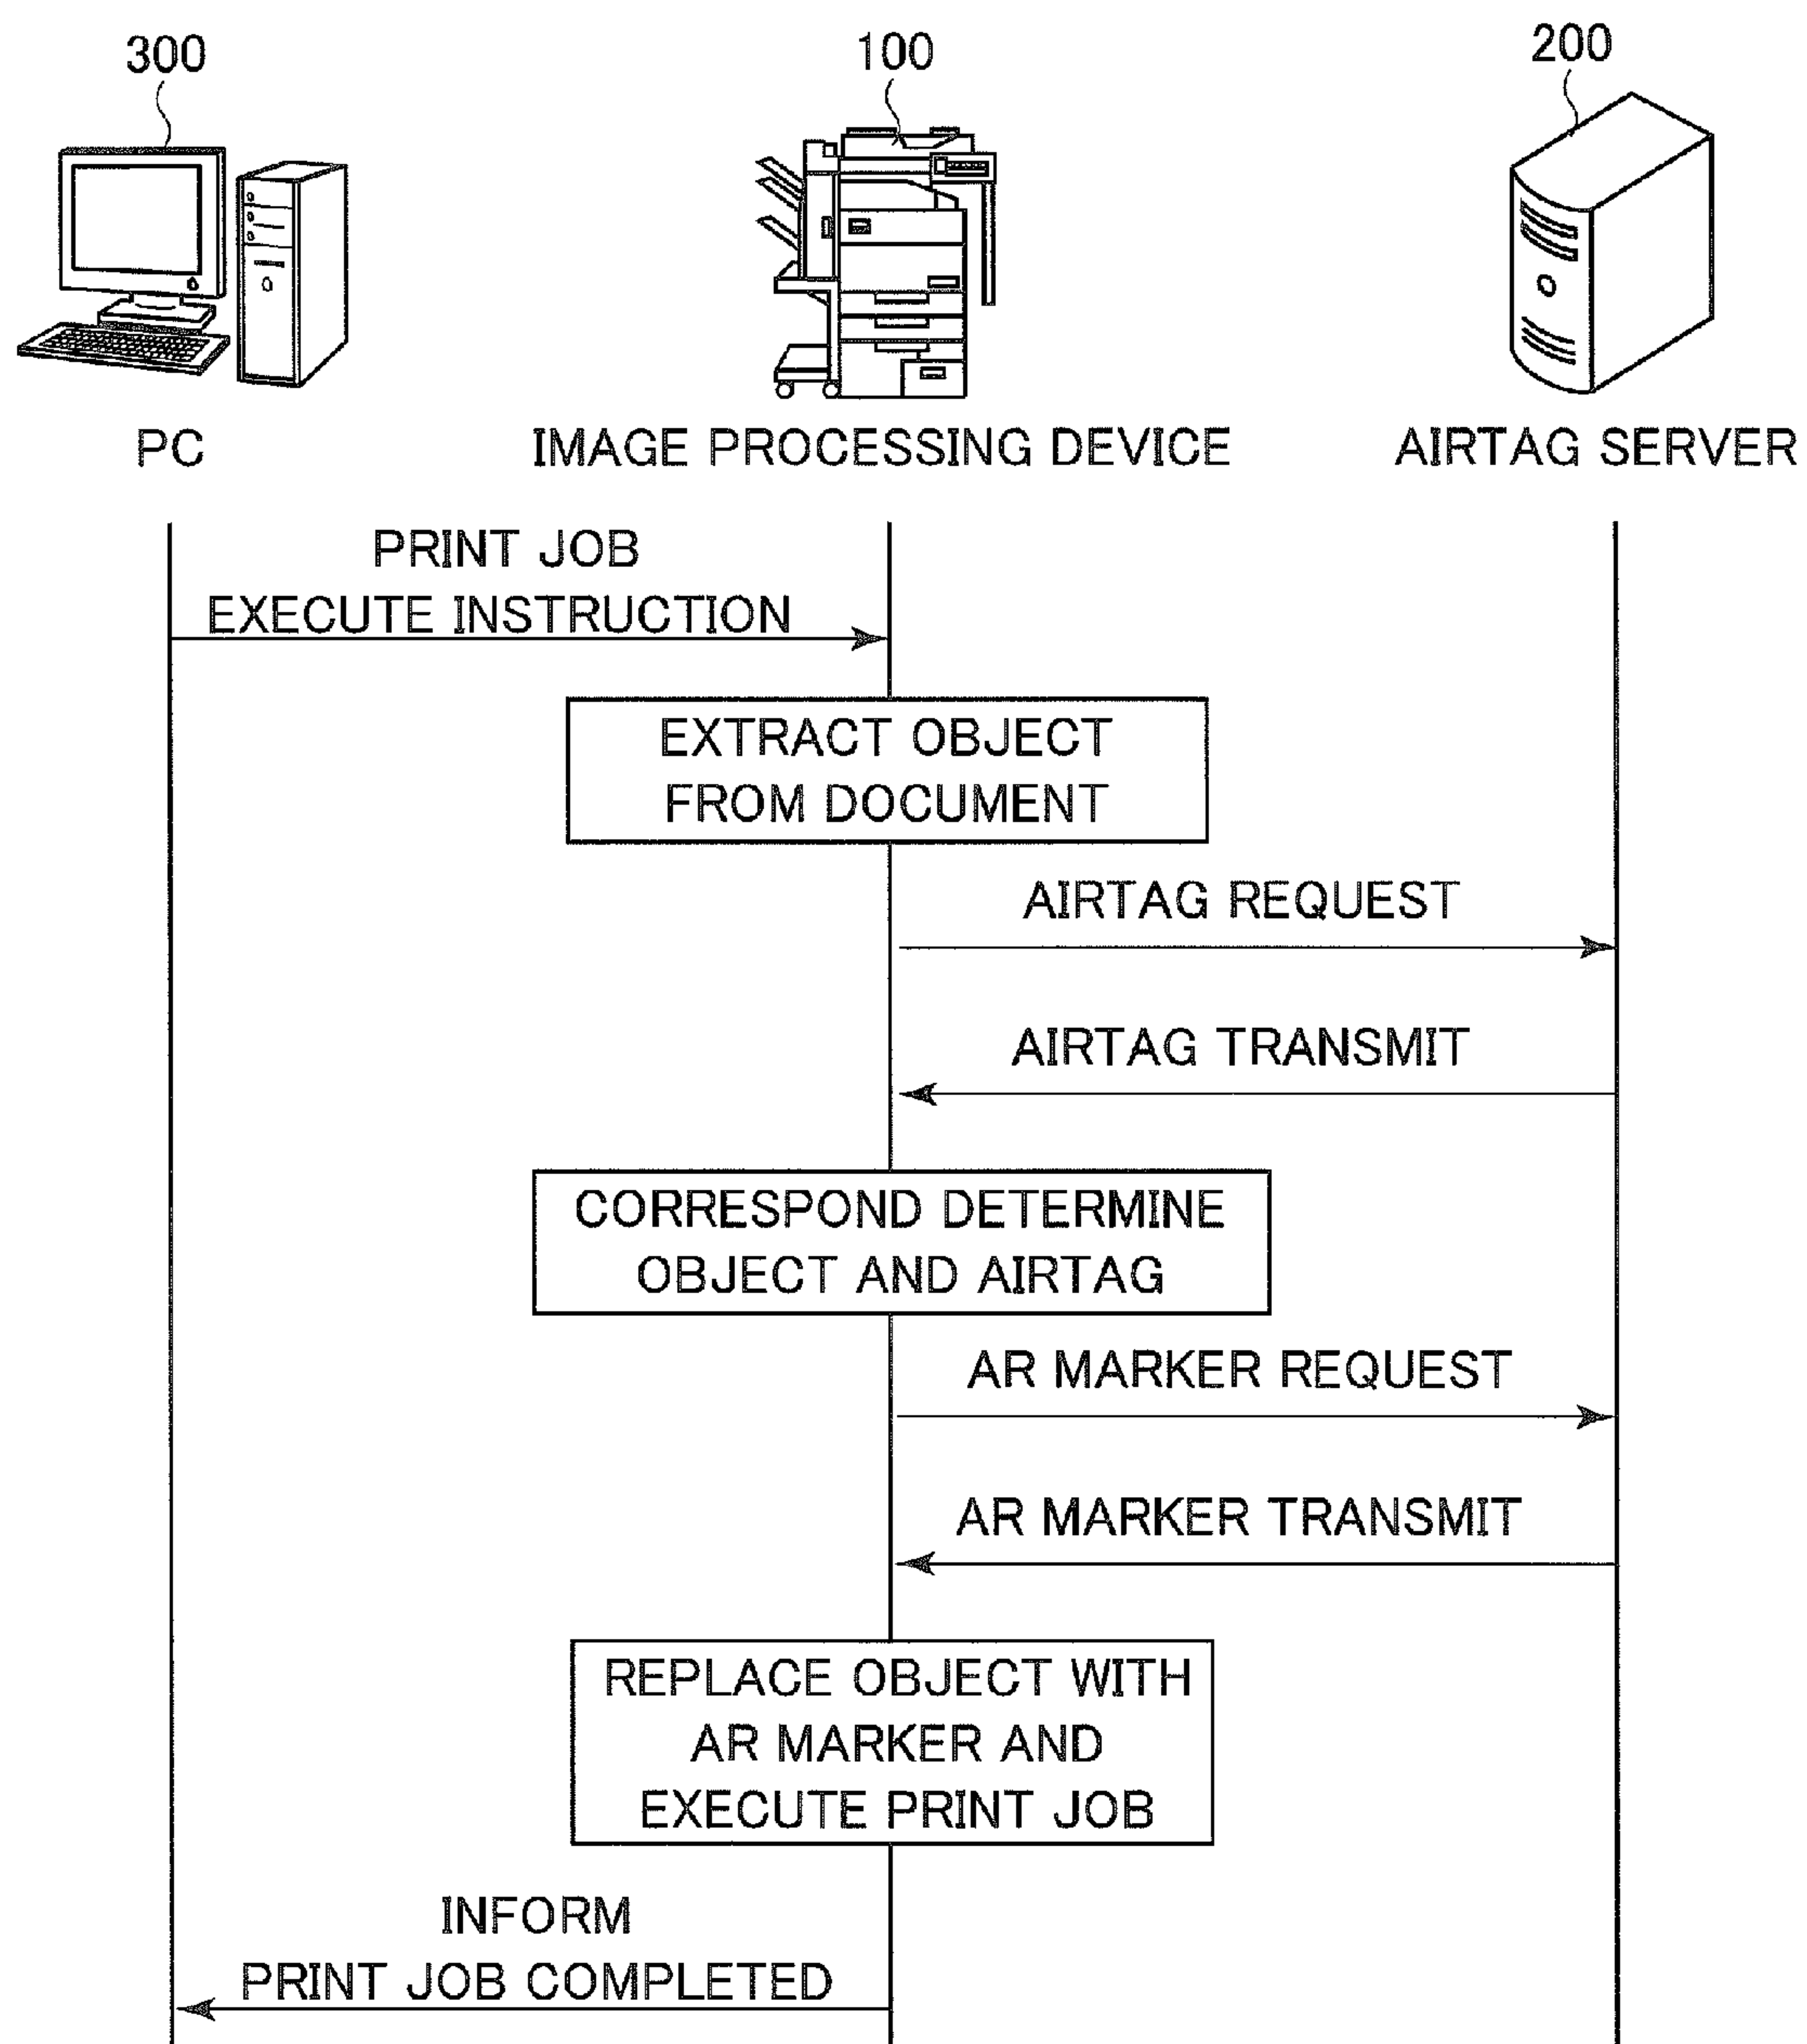 300
100
200
PC
IMAGE PROCESSING DEVICE
AIRTAG SERVER
PRINT JOB
EXECUTE INSTRUCTION
EXTRACT OBJECT
FROM DOCUMENT
AIRTAG REQUEST
AIRTAG TRANSMIT
CORRESPOND DETERMINE
OBJECT AND AIRTAG
AR MARKER REQUEST
AR MARKER TRANSMIT
REPLACE OBJECT WITH
AR MARKER AND
EXECUTE PRINT JOB
INFORM
PRINT JOB COMPLETED